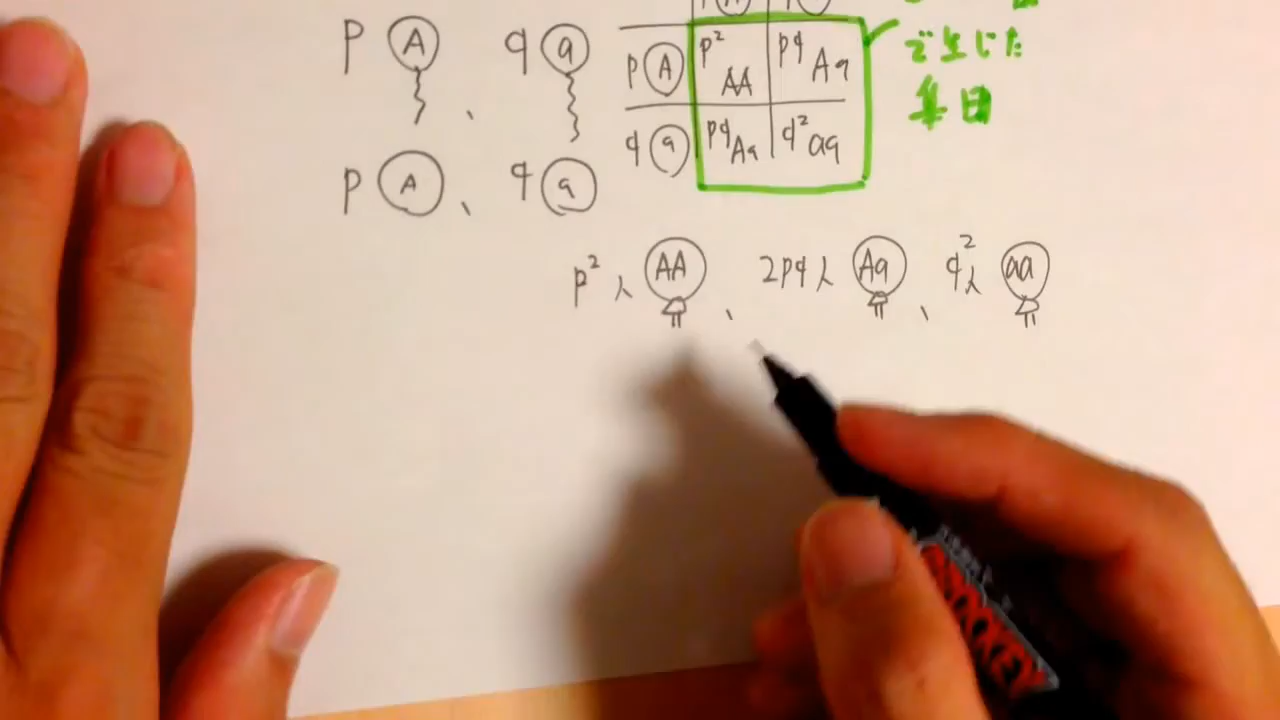 p A 、 q a
p A 、 q a
p A p² AA pq Aa
q a pq Aa q² aa
で生じた
集団
p²人 AA 、 2pq人 Aa 、 q²人 aa